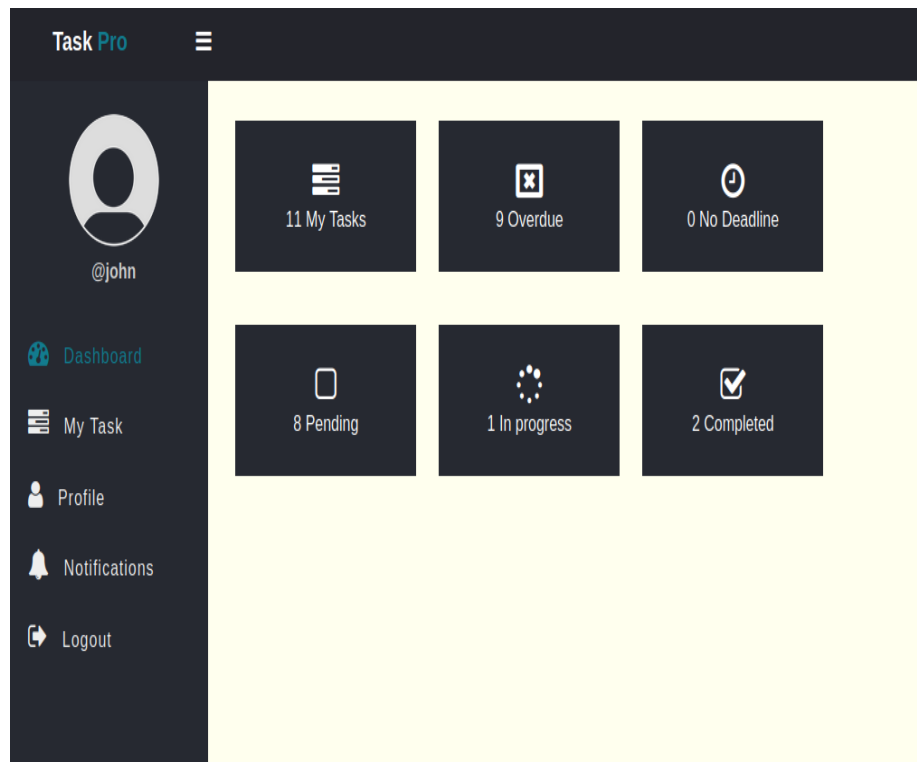 Task Pro
@john
Dashboard
My Task
Profile
Notifications
Logout
11 My Tasks
9 Overdue
0 No Deadline
8 Pending
1 In progress
2 Completed